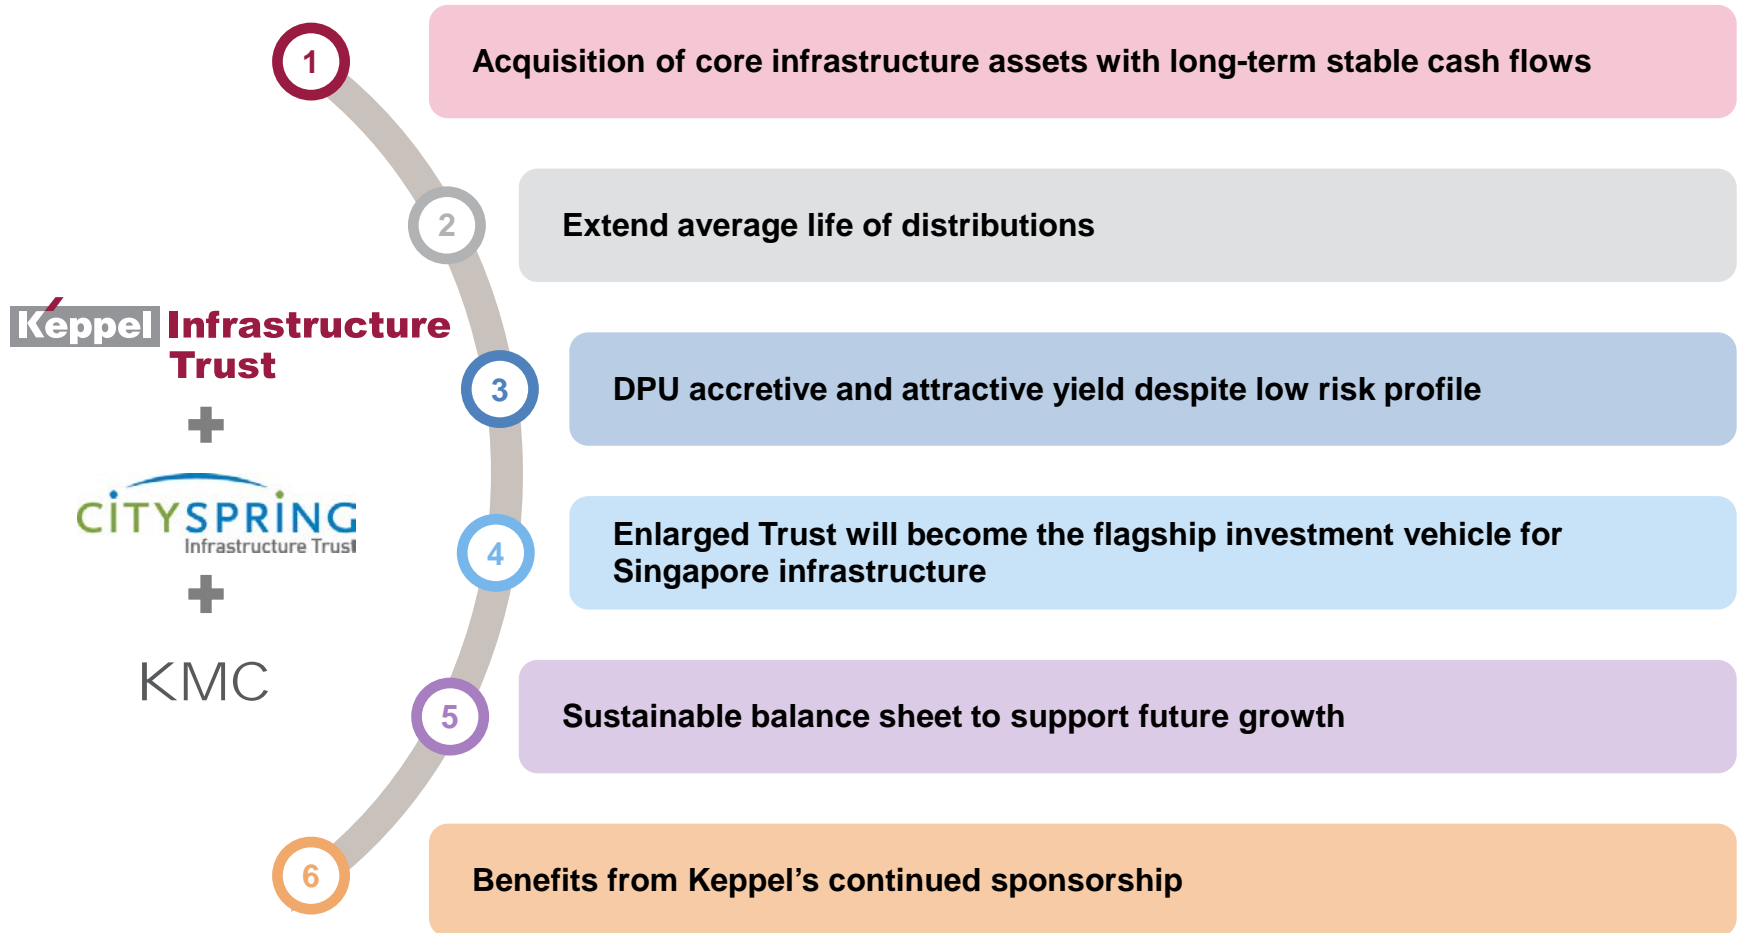 1
Acquisition of core infrastructure assets with long-term stable cash flows
2
Extend average life of distributions
Keppel Infrastructure
Trust
3
DPU accretive and attractive yield despite low risk profile
CiTYSPRiNG
Infrastructure Trust
4
Enlarged Trust will become the flagship investment vehicle for
Singapore infrastructure
KMC
5
Sustainable balance sheet to support future growth
6
Benefits from Keppel’s continued sponsorship